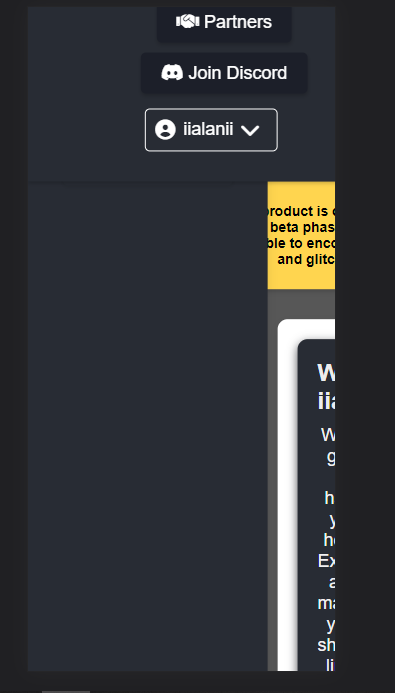 Partners
Join Discord
iialanii
product is
beta phas
ble to enco
and glitc
W
iia
W
g
h
y
h
Ex
a
ma
y
sh
li